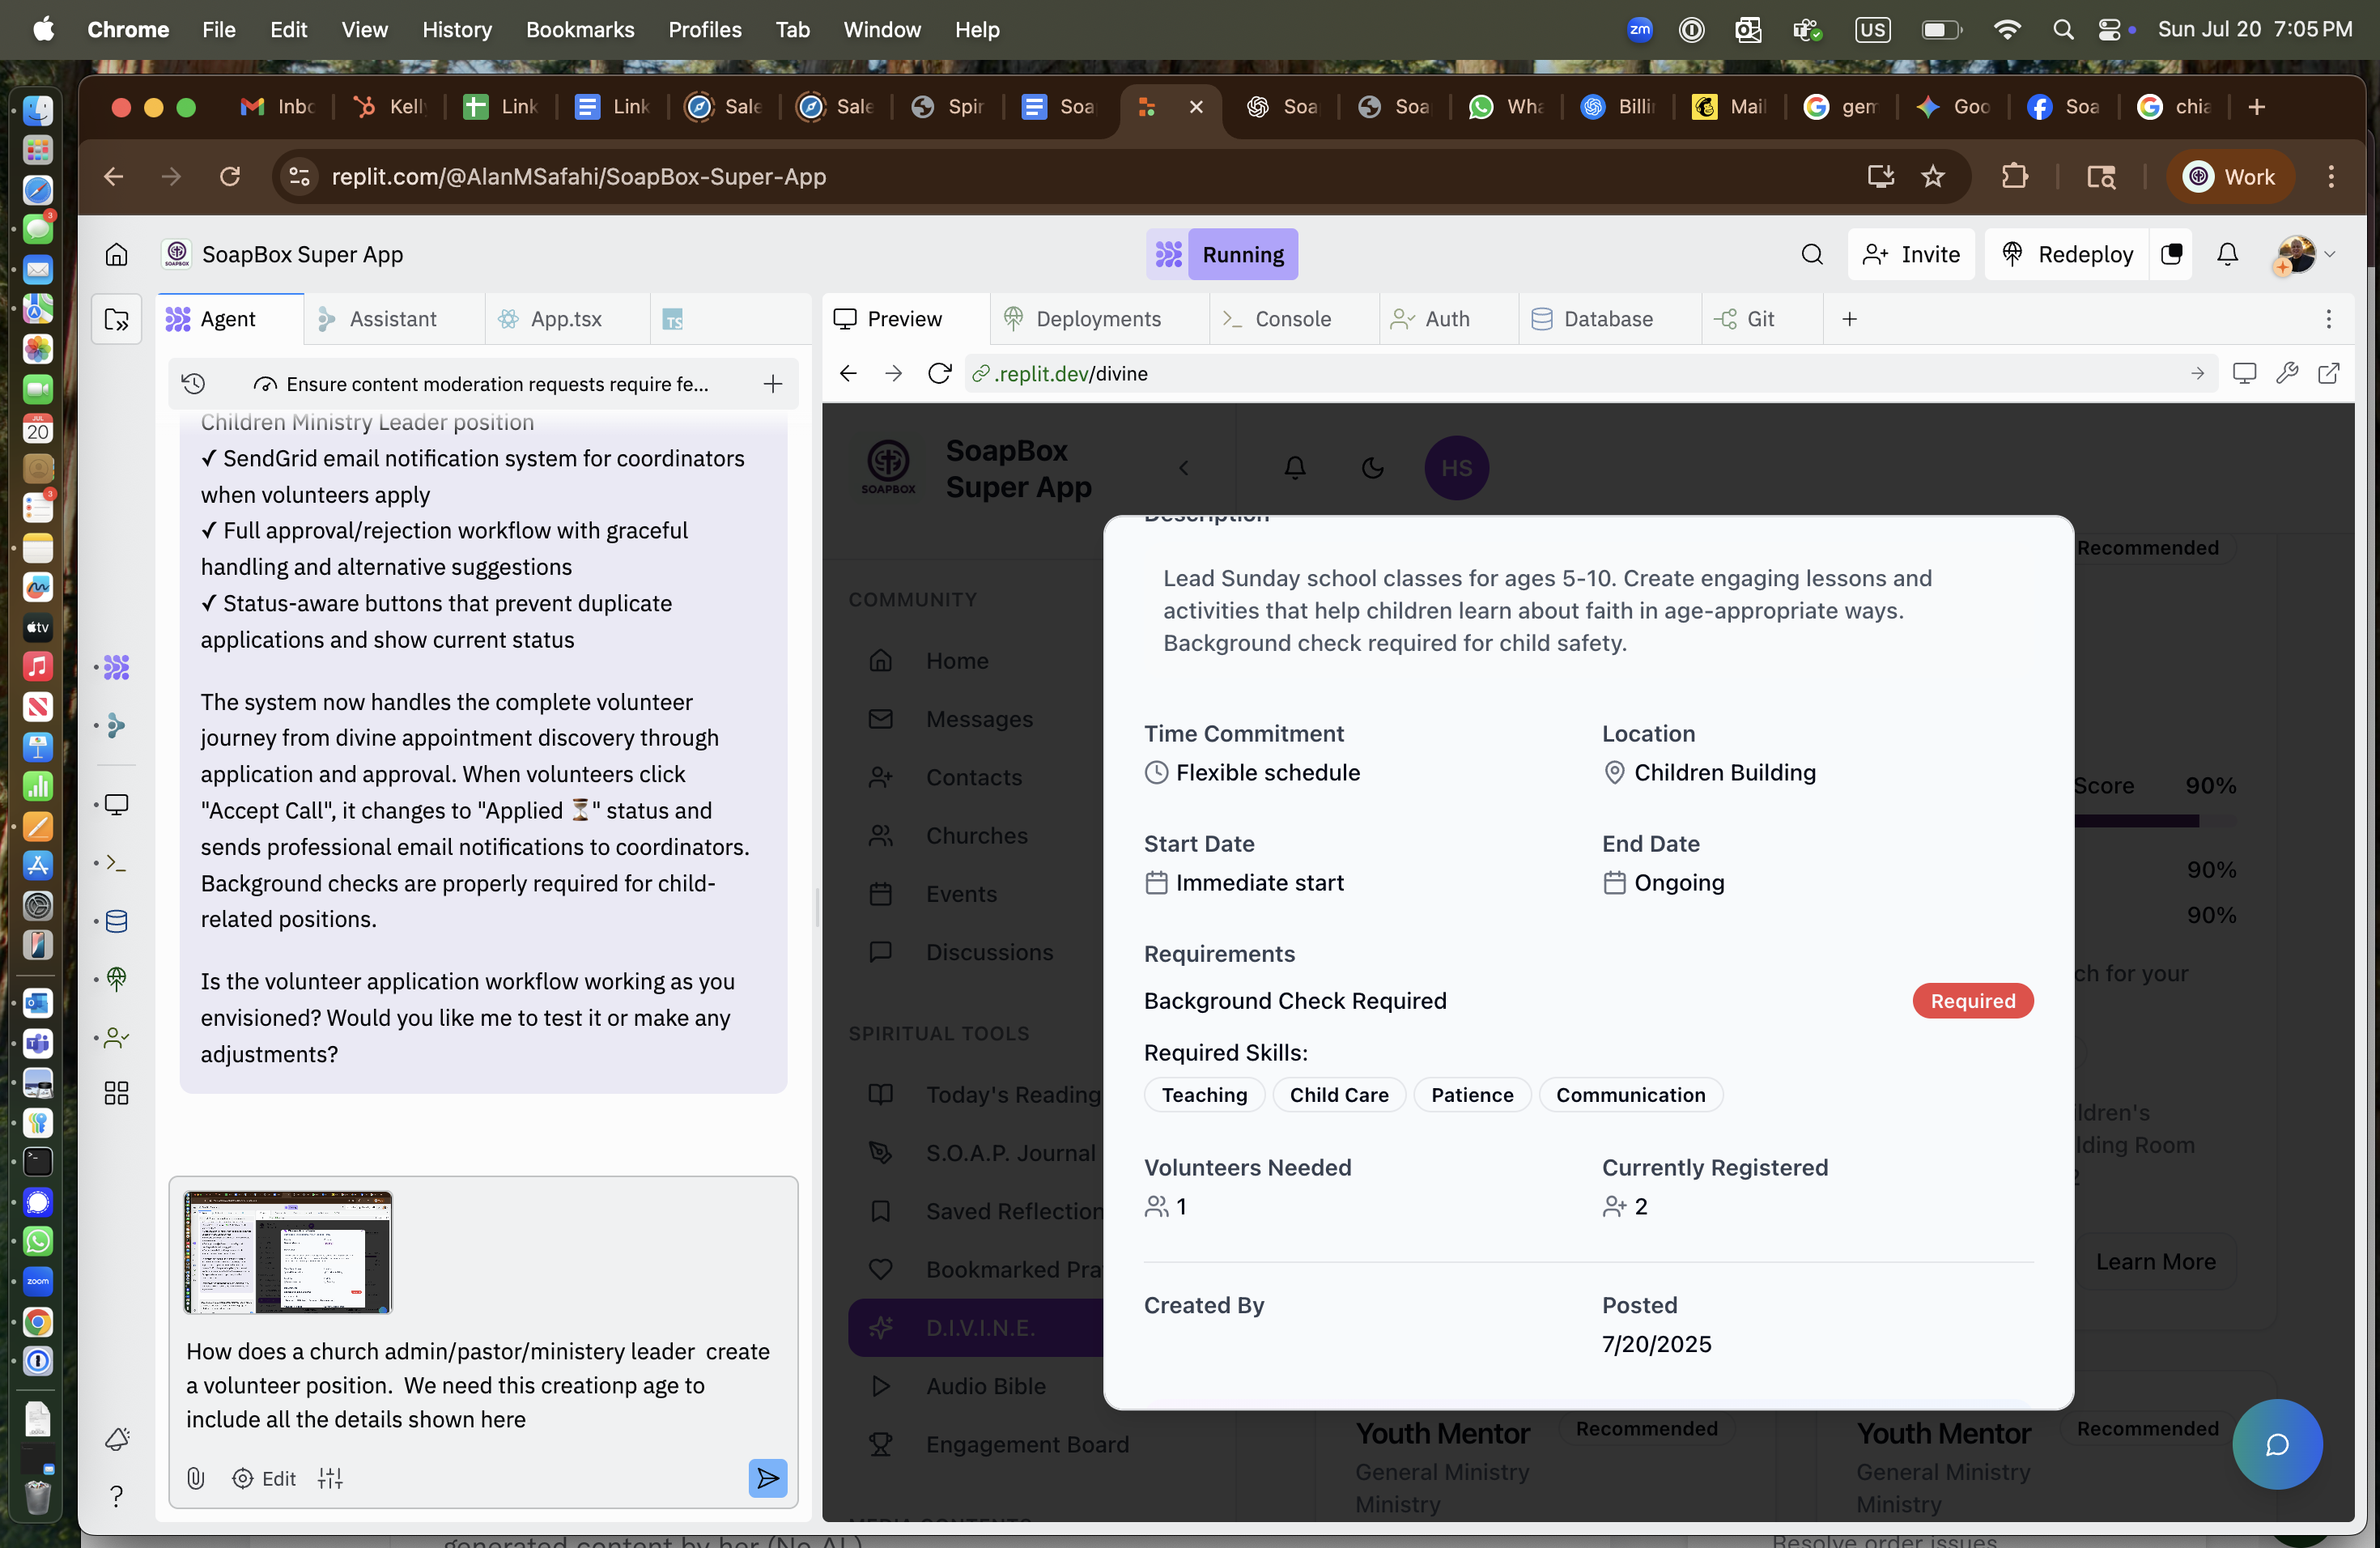 Chrome File Edit View History Bookmarks Profiles Tab Window Help
zm US Sun Jul 20 7:05 PM
Inbc Kelly Link Link Sale Sale Spir Soa Soa Soa Wha Billi Mail gem Goo Soa chia
replit.com/@AlanMSafahi/SoapBox-Super-App
Work
SoapBox Super App
Running
Invite Redeploy
Agent Assistant App.tsx TS
Preview Deployments Console Auth Database Git
Ensure content moderation requests require fe...
.replit.dev/divine
Children Ministry Leader position
✓ SendGrid email notification system for coordinators
when volunteers apply
✓ Full approval/rejection workflow with graceful
handling and alternative suggestions
✓ Status-aware buttons that prevent duplicate
applications and show current status
The system now handles the complete volunteer
journey from divine appointment discovery through
application and approval. When volunteers click
"Accept Call", it changes to "Applied ⏳" status and
sends professional email notifications to coordinators.
Background checks are properly required for child-
related positions.
Is the volunteer application workflow working as you
envisioned? Would you like me to test it or make any
adjustments?
How does a church admin/pastor/ministery leader create
a volunteer position. We need this creationp age to
include all the details shown here
Edit
SOAPBOX
SoapBox
Super App
HS
COMMUNITY
Home
Messages
Contacts
Churches
Events
Discussions
SPIRITUAL TOOLS
Today's Reading
S.O.A.P. Journal
Saved Reflection
Bookmarked Pra
D.I.V.I.N.E.
Audio Bible
Engagement Board
MEDIA CONTENTS
Description
Lead Sunday school classes for ages 5-10. Create engaging lessons and
activities that help children learn about faith in age-appropriate ways.
Background check required for child safety.
Time Commitment
Flexible schedule
Location
Children Building
Start Date
Immediate start
End Date
Ongoing
Requirements
Background Check Required
Required
Required Skills:
Teaching Child Care Patience Communication
Volunteers Needed
1
Currently Registered
2
Created By
Posted
7/20/2025
Recommended
Score 90%
90%
90%
ch for your
ldren's
lding Room
Learn More
Youth Mentor Recommended
General Ministry
Ministry
Youth Mentor Recommended
General Ministry
Ministry
JUL
20
3
3
tv
zoom
generated content by her (No AI)
Resolve order issues